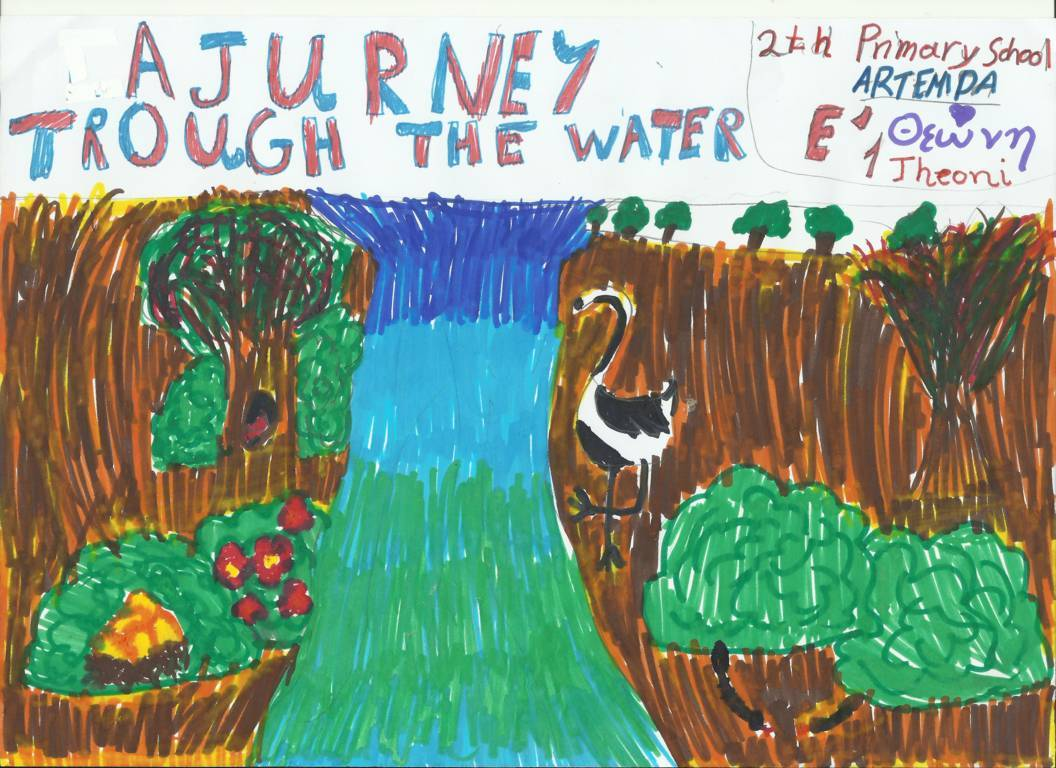 A JURNEY
TROUGH THE WATER
2th Primary School
ARTEMIDA
E'1 Θεώνη
Theoni